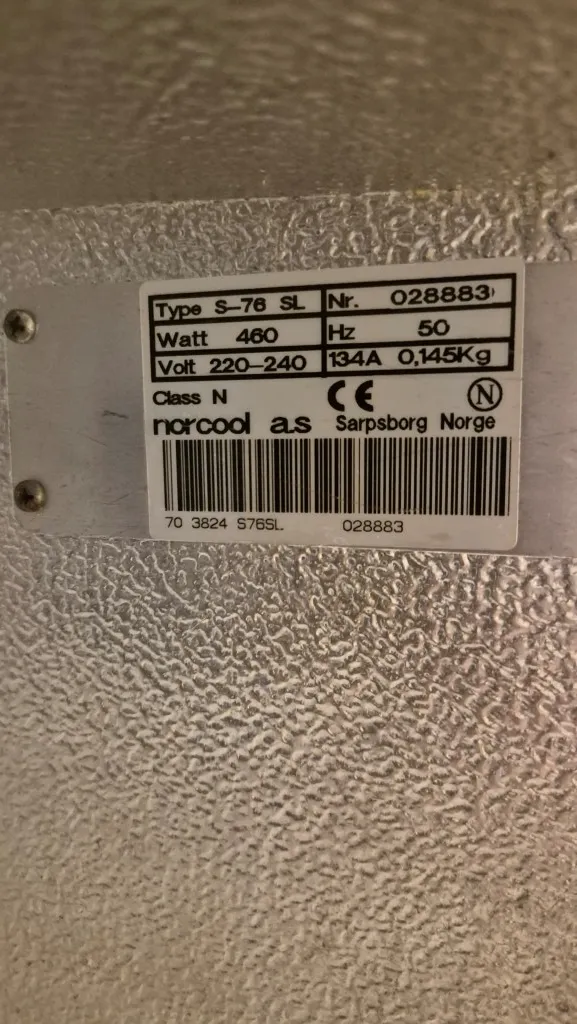 Type S-76 SL Nr. 028883
Watt 460 Hz 50
Volt 220-240 134A 0,145Kg
Class N CE N
norcool a.s Sarpsborg Norge
70 3824 S76SL 028883